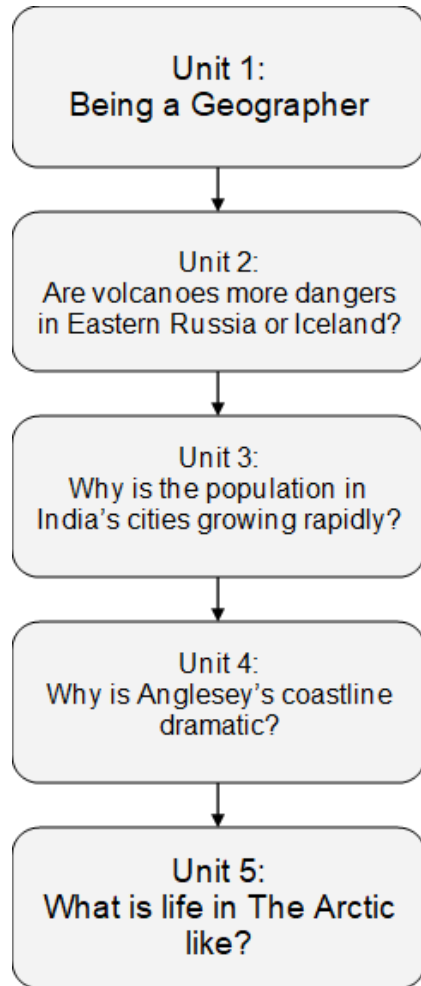 Unit 1:
Being a Geographer
Unit 2:
Are volcanoes more dangers
in Eastern Russia or Iceland?
Unit 3:
Why is the population in
India's cities growing rapidly?
Unit 4:
Why is Anglesey's coastline
dramatic?
Unit 5:
What is life in The Arctic
like?